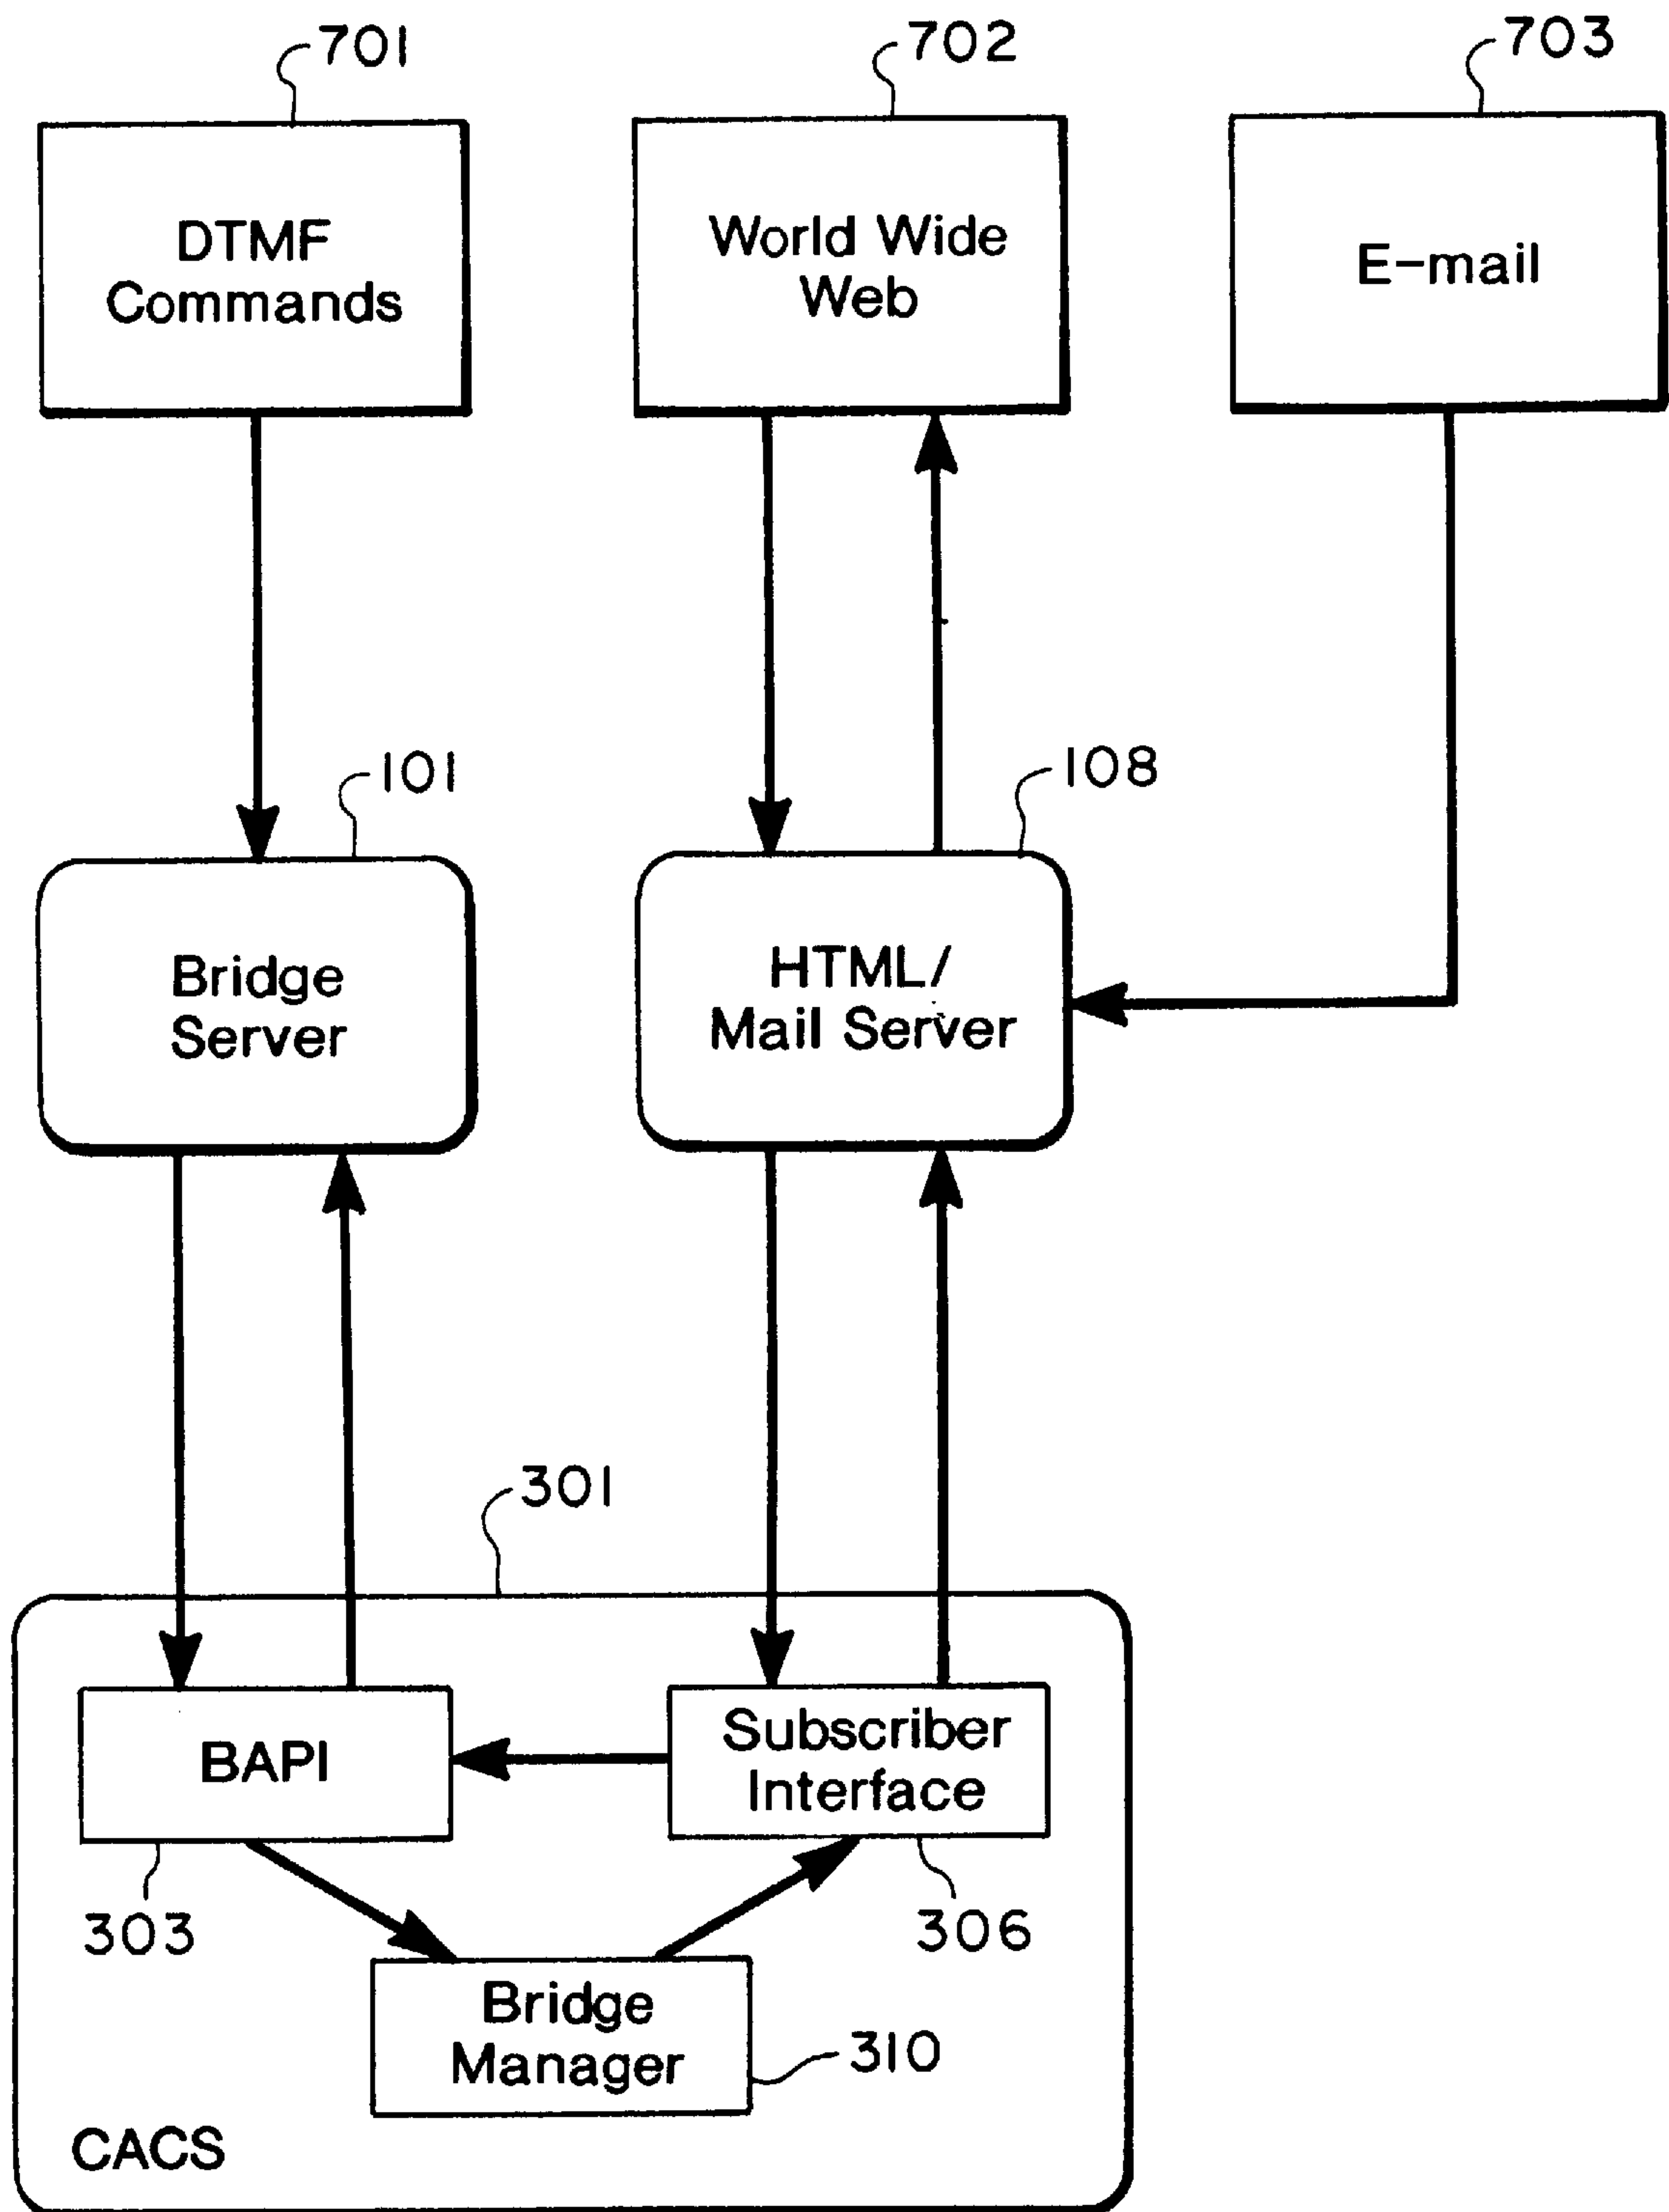 701
702
703
DTMF
Commands
World Wide
Web
E-mail
101
108
Bridge
Server
HTML/
Mail Server
301
BAPI
Subscriber
Interface
303
306
Bridge
Manager
310
CACS